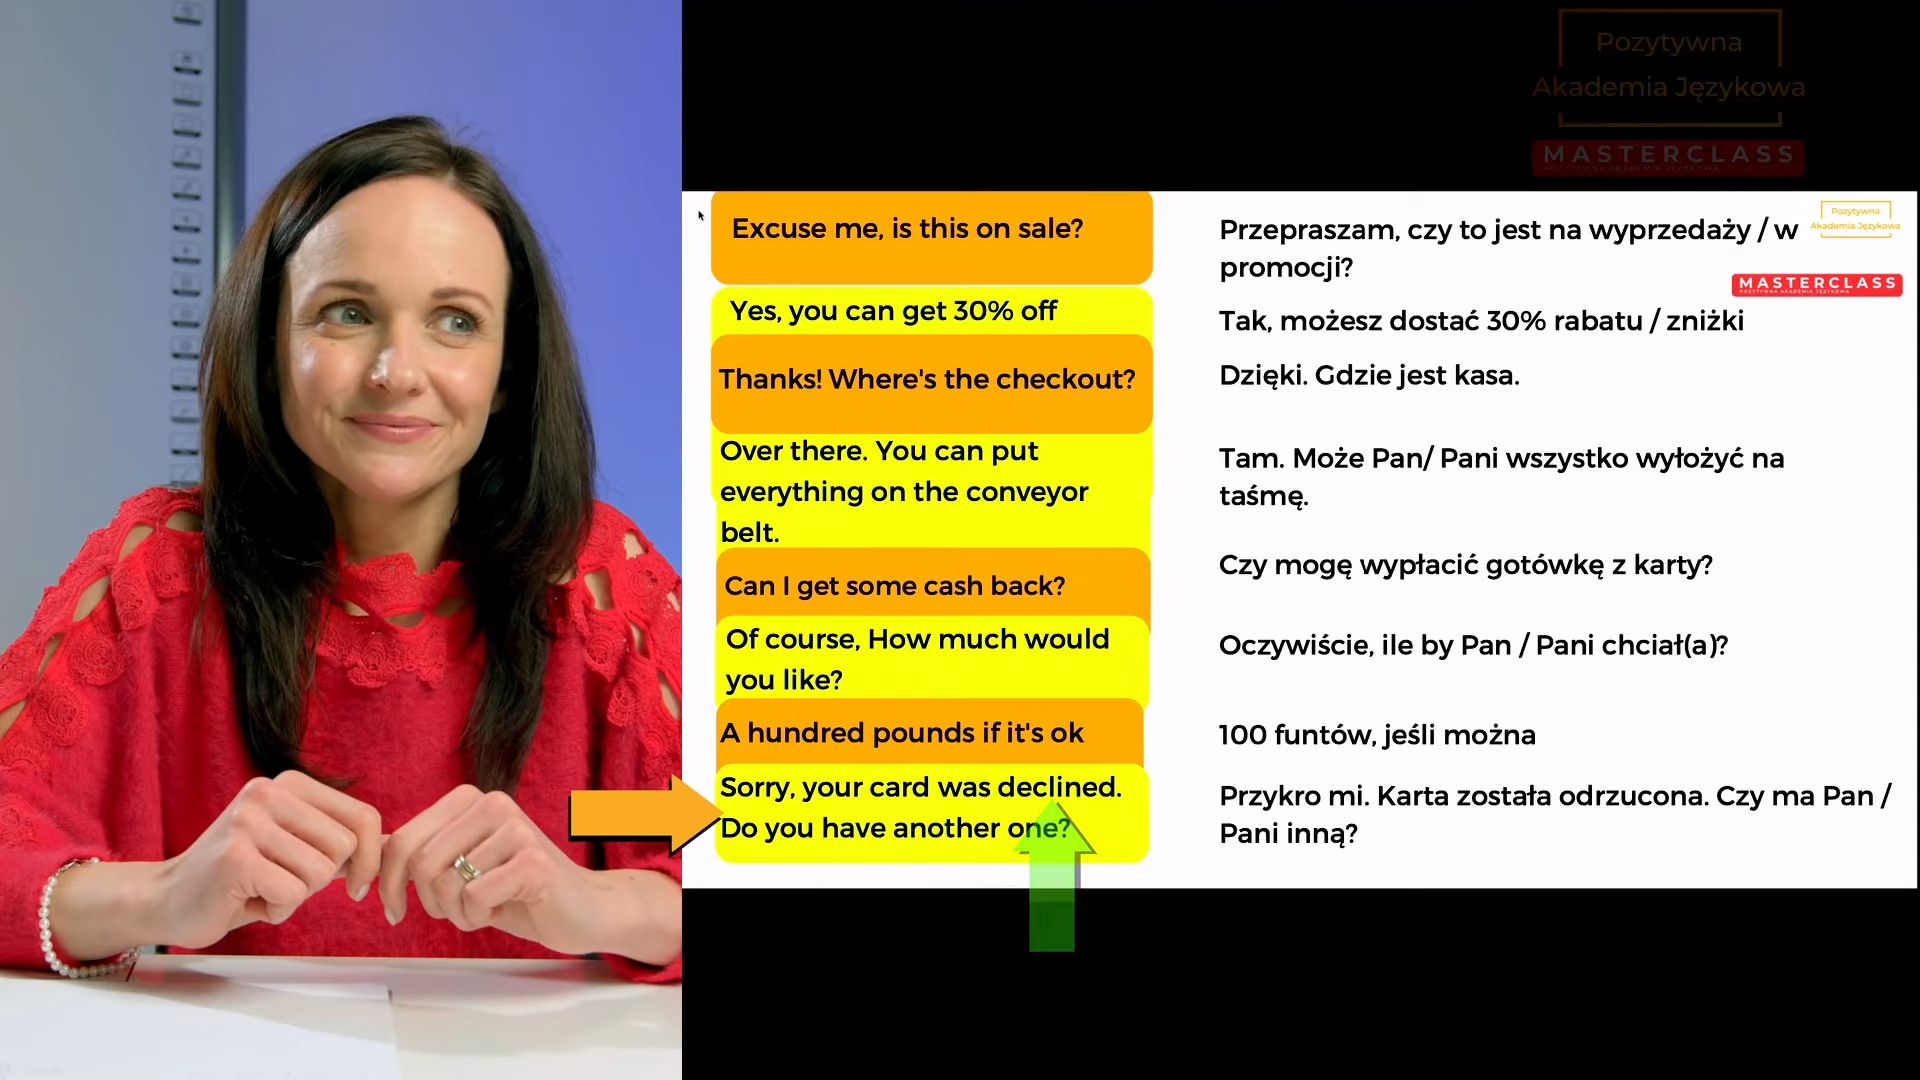 Pozytywna
Akademia Językowa
MASTERCLASS
Excuse me, is this on sale?
Przepraszam, czy to jest na wyprzedaży / w
promocji?
Pozytywna
Akademia Językowa
MASTERCLASS
POZYTYWNA AKADEMIA JĘZYKOWA
Yes, you can get 30% off
Tak, możesz dostać 30% rabatu / zniżki
Thanks! Where's the checkout?
Dzięki. Gdzie jest kasa.
Over there. You can put
everything on the conveyor
belt.
Tam. Może Pan/ Pani wszystko wyłożyć na
taśmę.
Can I get some cash back?
Czy mogę wypłacić gotówkę z karty?
Of course, How much would
you like?
Oczywiście, ile by Pan / Pani chciał(a)?
A hundred pounds if it's ok
100 funtów, jeśli można
Sorry, your card was declined.
Do you have another one?
Przykro mi. Karta została odrzucona. Czy ma Pan /
Pani inną?